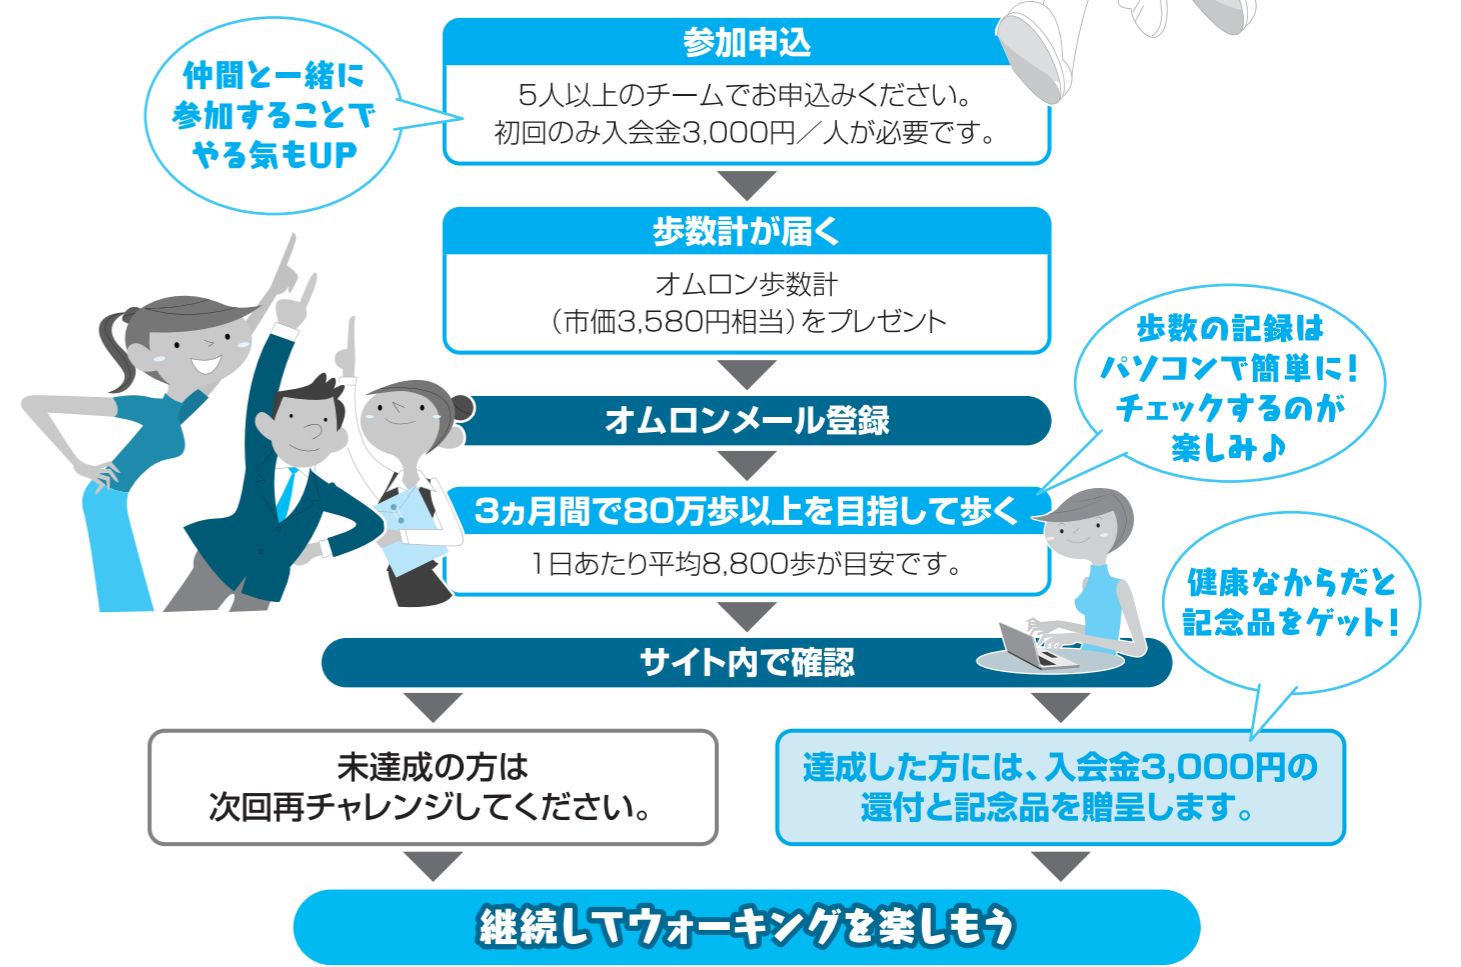 参加申込
5人以上のチームでお申込みください。
初回のみ入会金3,000円／人が必要です。
仲間と一緒に
参加することで
やる気もUP
歩数計が届く
オムロン歩数計
（市価3,580円相当）をプレゼント
オムロンメール登録
3ヵ月間で80万歩以上を目指して歩く
1日あたり平均8,800歩が目安です。
歩数の記録は
パソコンで簡単に！
チェックするのが
楽しみ♪
サイト内で確認
健康なからだと
記念品をゲット！
未達成の方は
次回再チャレンジしてください。
達成した方には、入会金3,000円の
還付と記念品を贈呈します。
継続してウォーキングを楽しもう